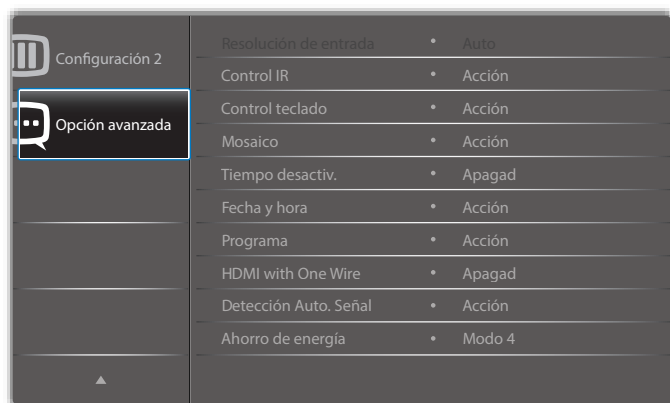 Configuración 2
Opción avanzada
Resolución de entrada • Auto
Control IR • Acción
Control teclado • Acción
Mosaico • Acción
Tiempo desactiv. • Apagad
Fecha y hora • Acción
Programa • Acción
HDMI with One Wire • Apagad
Detección Auto. Señal • Acción
Ahorro de energía • Modo 4